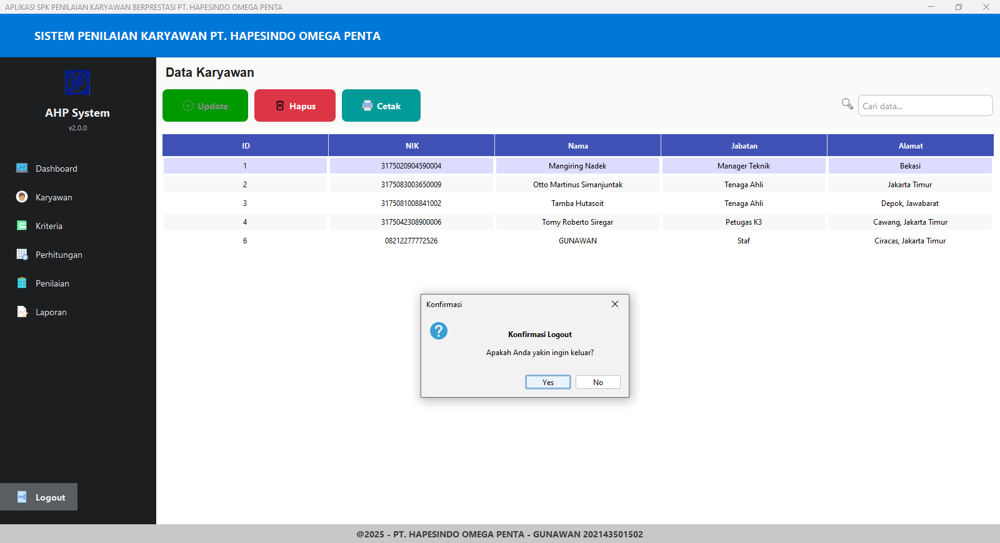 APLIKASI SPK PENILAIAN KARYAWAN BERPRESTASI PT. HAPESINDO OMEGA PENTA
SISTEM PENILAIAN KARYAWAN PT. HAPESINDO OMEGA PENTA
AHP System
v2.0.0
Dashboard
Karyawan
Kriteria
Perhitungan
Penilaian
Laporan
Logout
Data Karyawan
Update Hapus Cetak Cari data...
ID NIK Nama Jabatan Alamat
1 3175020904590004 Mangiring Nadek Manager Teknik Bekasi
2 3175083003650009 Otto Martinus Simanjuntak Tenaga Ahli Jakarta Timur
3 3175081008841002 Tamba Hutasoit Tenaga Ahli Depok, Jawabarat
4 3175042308900006 Tomy Roberto Siregar Petugas K3 Cawang, Jakarta Timur
6 08212277772526 GUNAWAN Staf Ciracas, Jakarta Timur
Konfirmasi
Konfirmasi Logout
Apakah Anda yakin ingin keluar?
Yes No
@2025 - PT. HAPESINDO OMEGA PENTA - GUNAWAN 202143501502